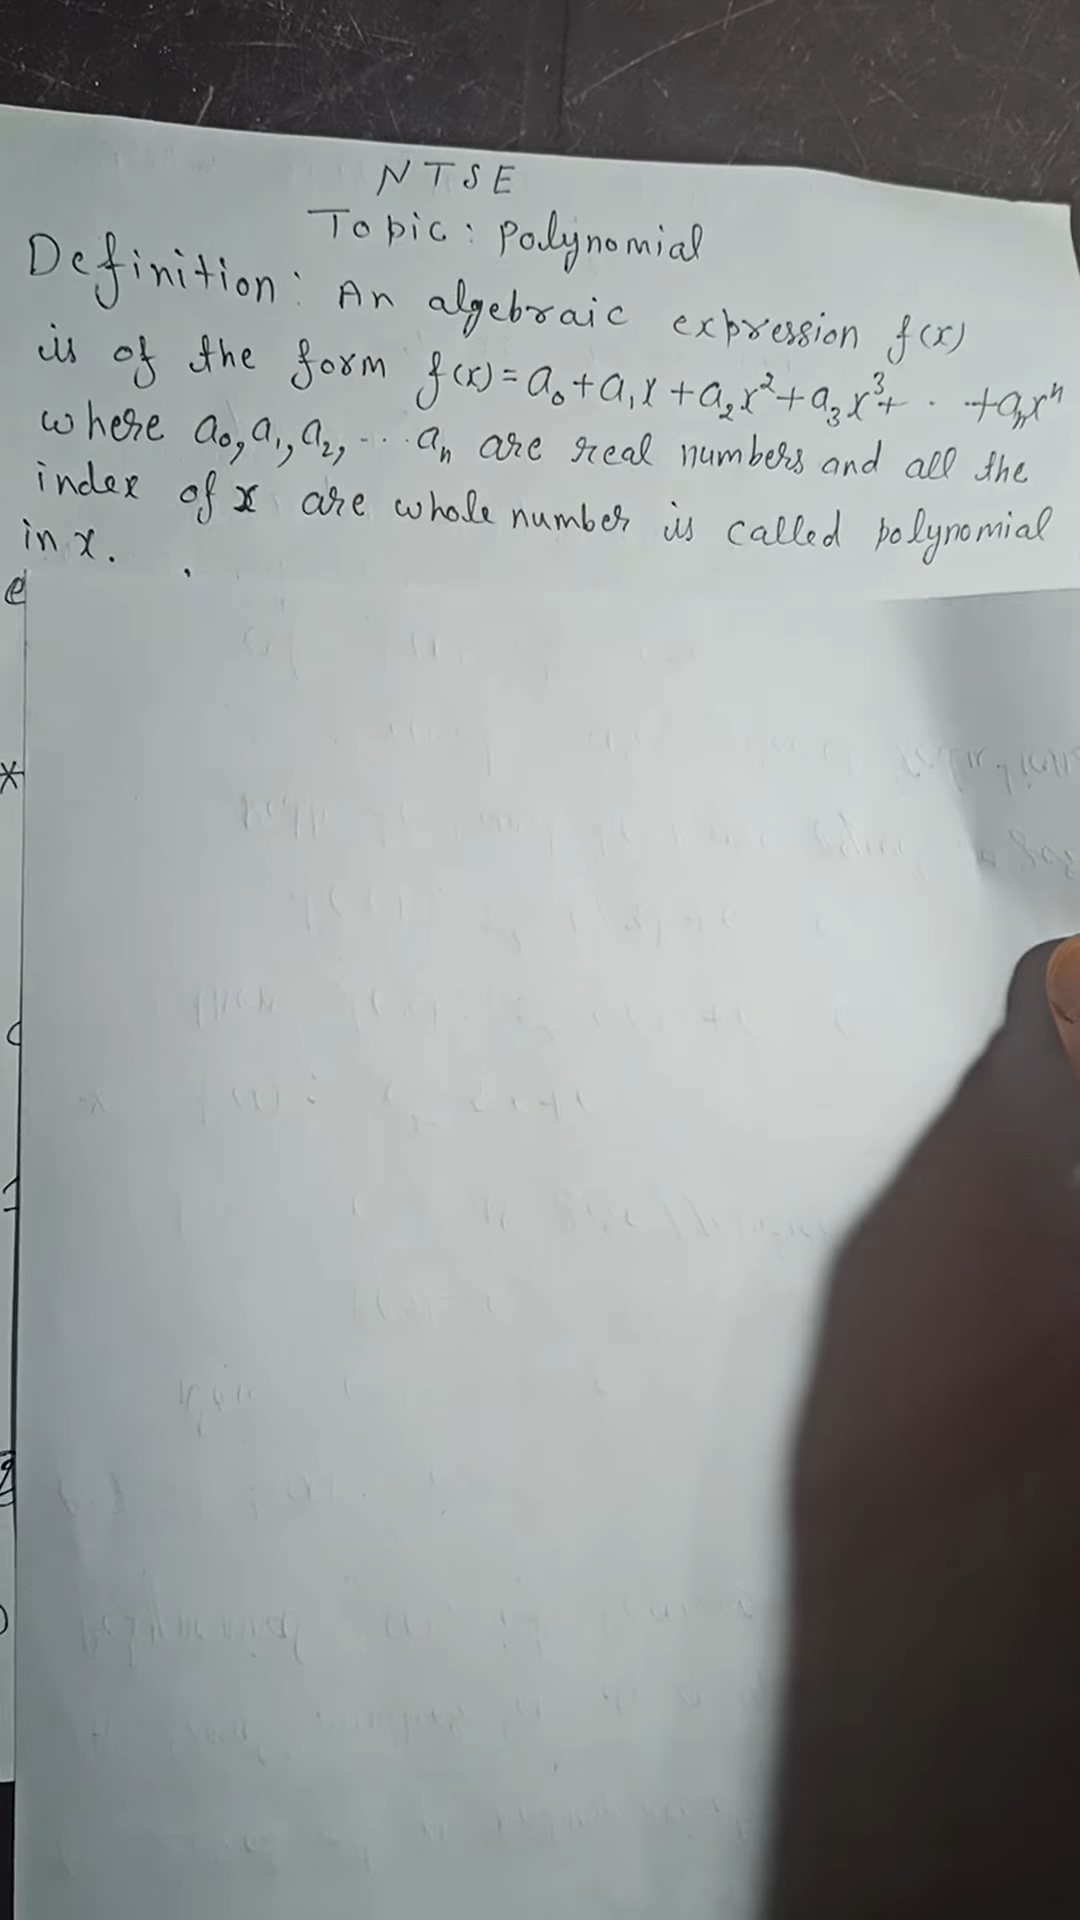 NTSE
Topic: Polynomial
Definition: An algebraic expression f(x)
is of the form f(x)=a₀+a₁x+a₂x²+a₃x³+ . . +aₙxⁿ
where a₀,a₁,a₂, ... aₙ are real numbers and all the
index of x are whole number is called polynomial
in x.